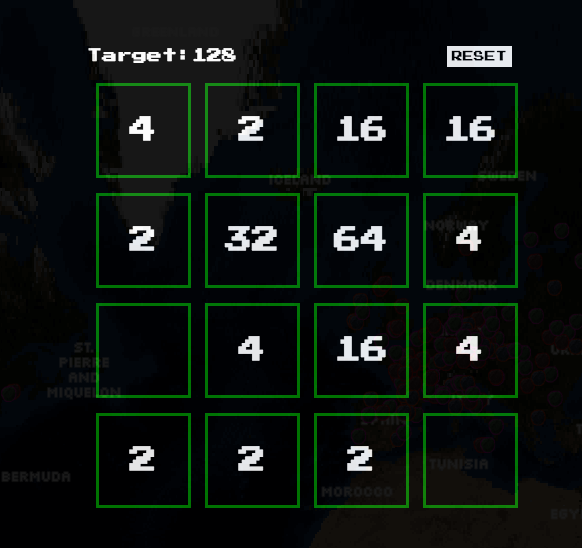 Target: 128 RESET
4 2 16 16
ICELAND SWEDEN
2 32 64 4
NORWAY
DENMARK
4 16 4
ST.
PIERRE
AND
MIQUELON
2 2 2
BERMUDA TUNISIA
MOROCCO